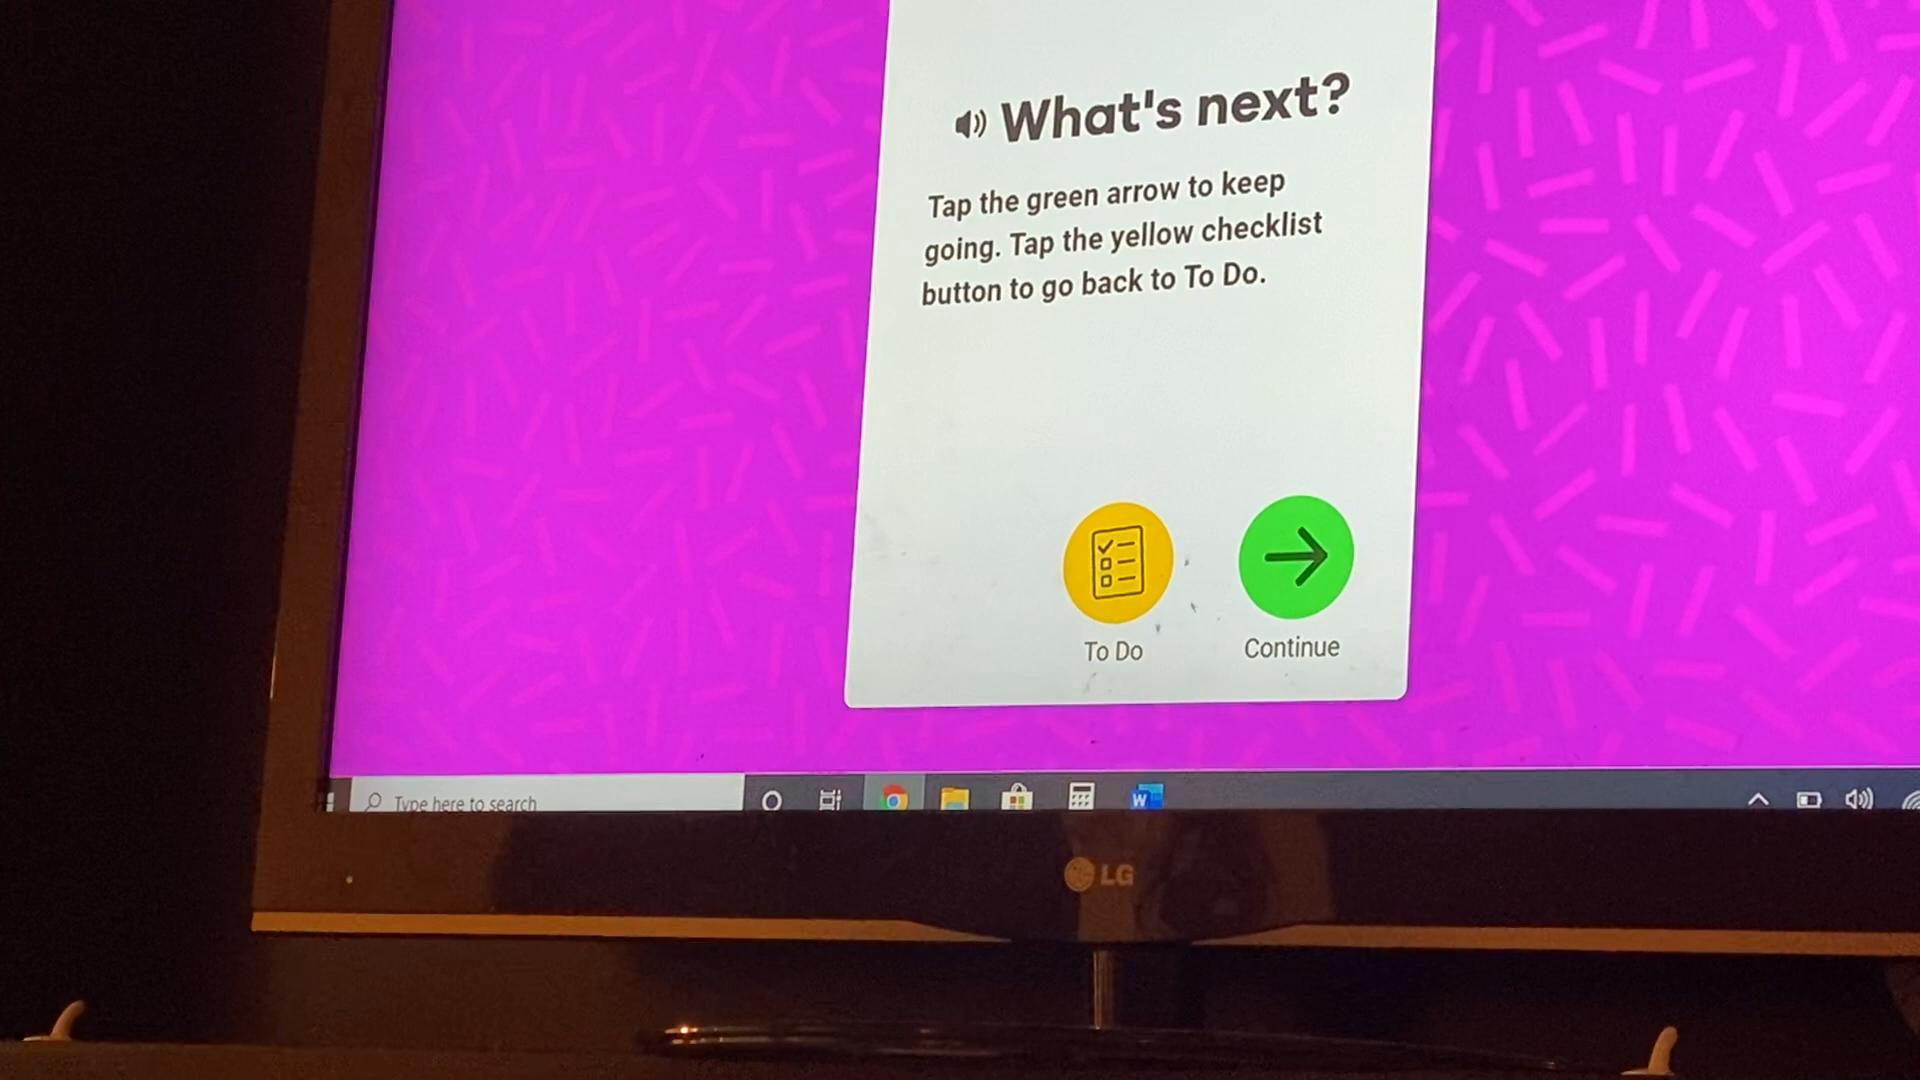 What's next?
Tap the green arrow to keep
going. Tap the yellow checklist
button to go back to To Do.
To Do
Continue
Type here to search
W
LG